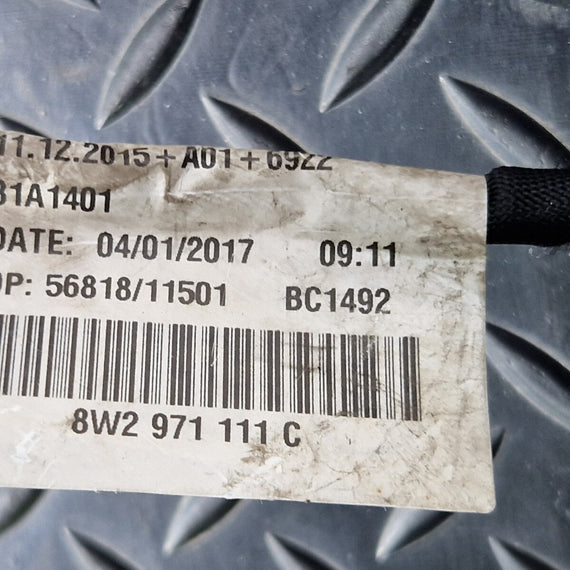 11.12.2015+A01+6922
31A1401
DATE: 04/01/2017 09:11
OP: 56818/11501 BC1492
8W2 971 111 C